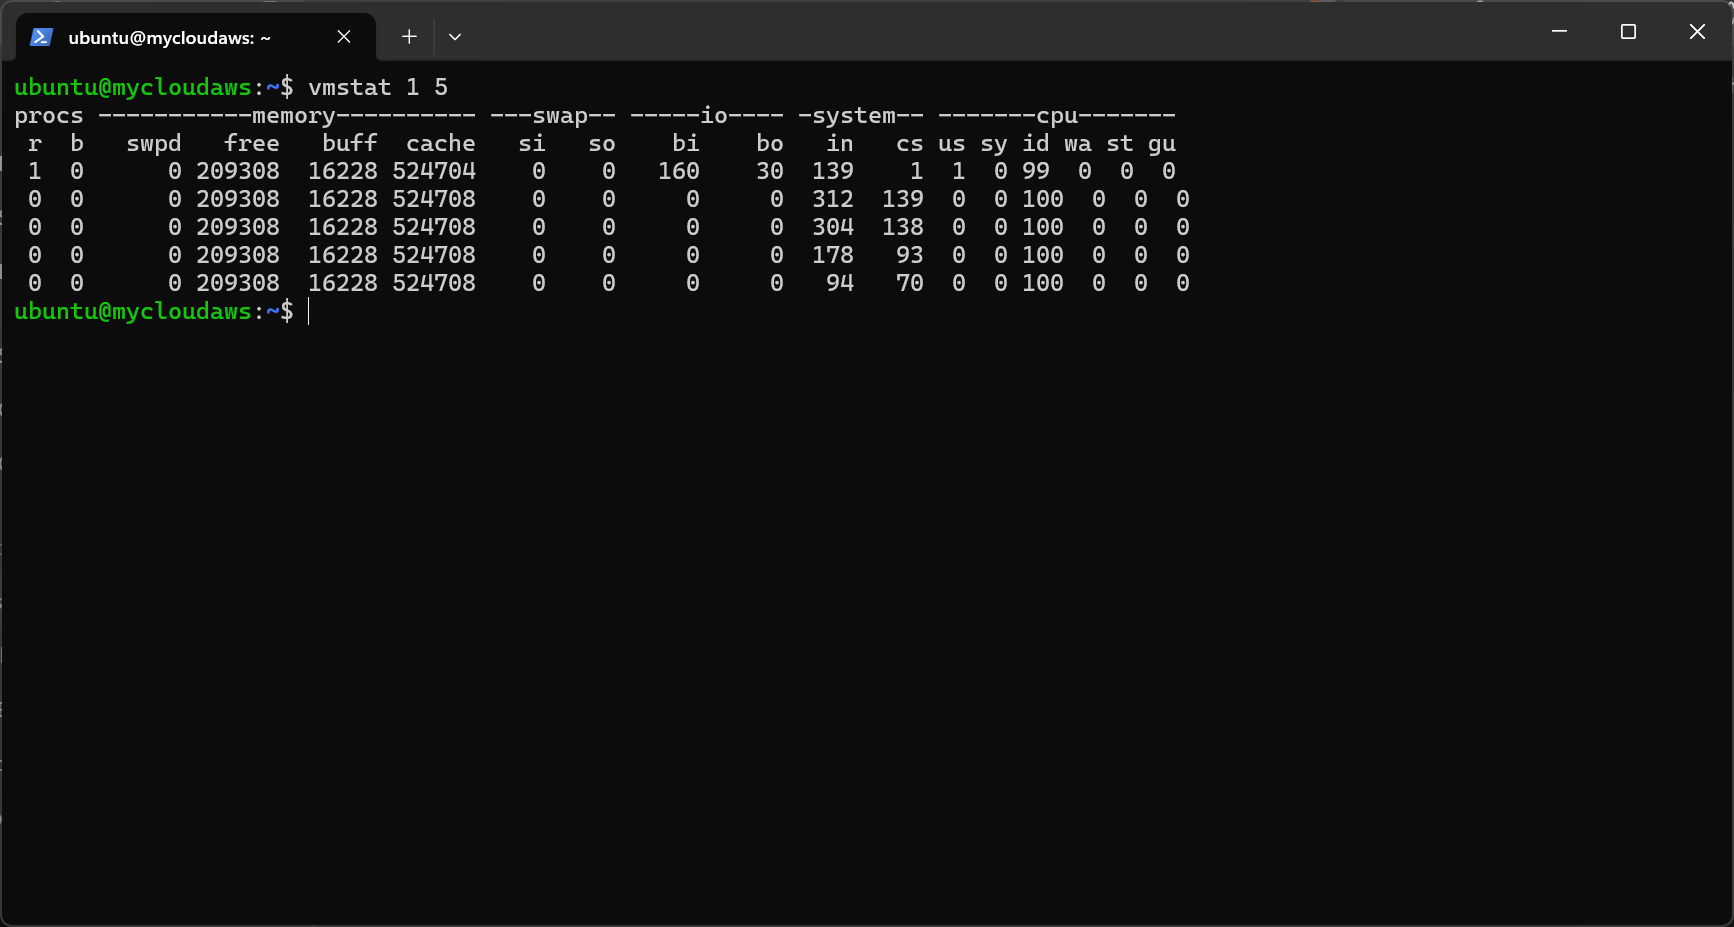 ubuntu@mycloudaws: ~
ubuntu@mycloudaws:~$ vmstat 1 5
procs -----------memory---------- ---swap-- -----io---- -system-- -------cpu-------
 r  b   swpd   free   buff  cache   si   so    bi    bo   in   cs us sy id wa st gu
 1  0      0 209308  16228 524704    0    0   160    30  139    1  1  0 99  0  0  0
 0  0      0 209308  16228 524708    0    0     0     0  312  139  0  0 100  0  0  0
 0  0      0 209308  16228 524708    0    0     0     0  304  138  0  0 100  0  0  0
 0  0      0 209308  16228 524708    0    0     0     0  178   93  0  0 100  0  0  0
 0  0      0 209308  16228 524708    0    0     0     0   94   70  0  0 100  0  0  0
ubuntu@mycloudaws:~$